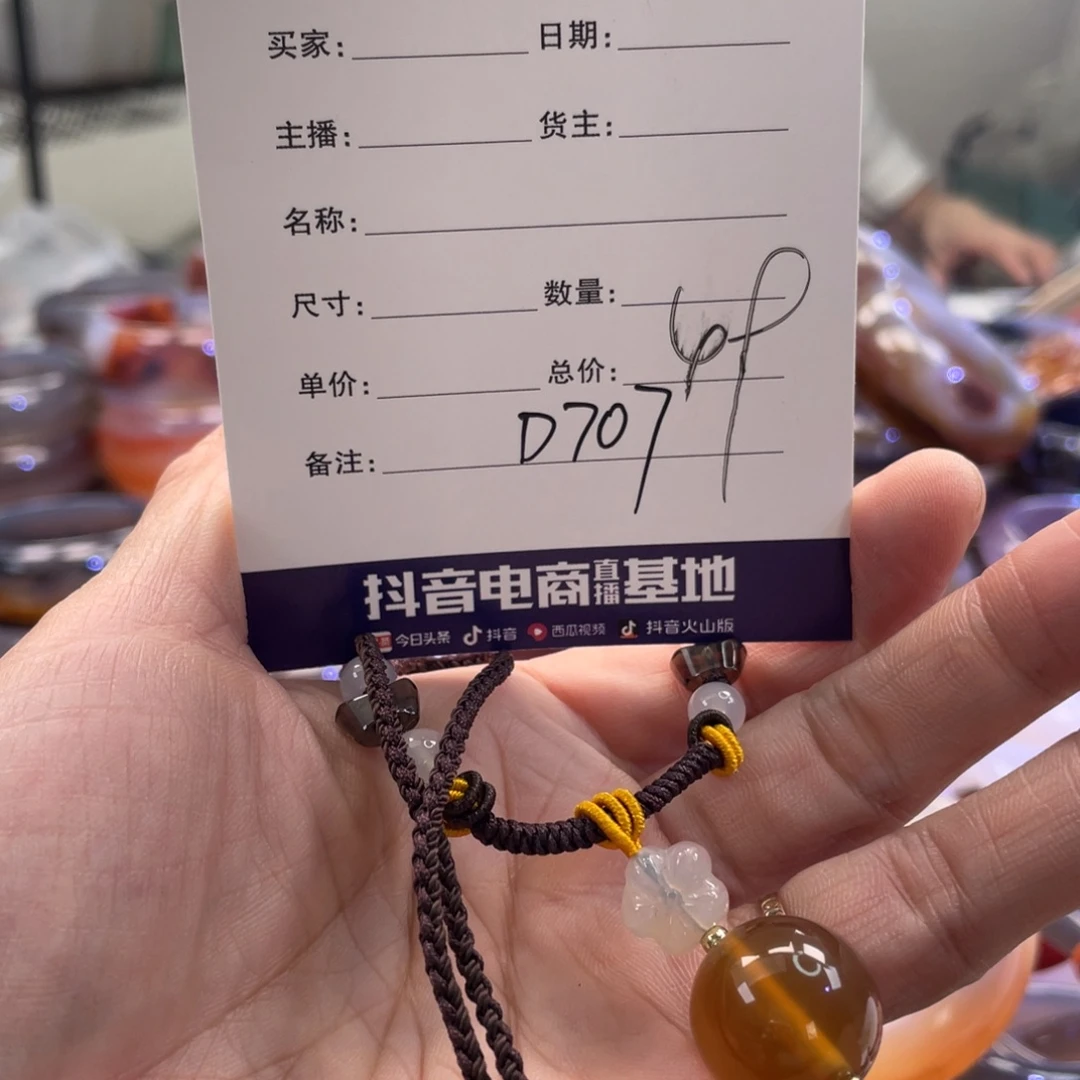 买家: 日期:
主播: 货主:
名称:
尺寸: 数量:
单价: 总价:
备注: D707
抖音电商直播基地
今日头条 抖音 西瓜视频 抖音火山版